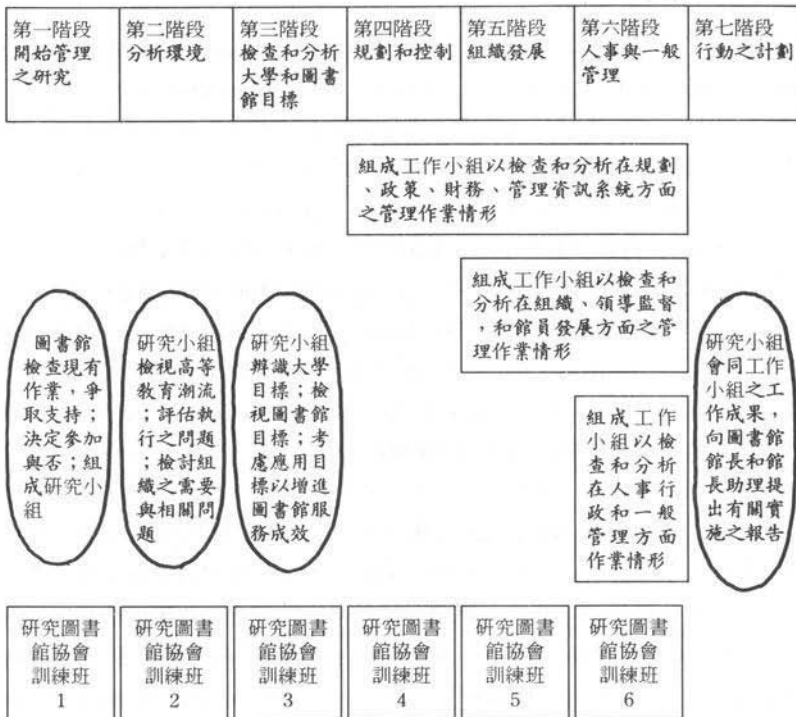 第一階段
開始管理
之研究
第二階段
分析環境
第三階段
檢查和分析
大學和圖書
館目標
第四階段
規劃和控制
第五階段
組織發展
第六階段
人事與一般
管理
第七階段
行動之計劃
組成工作小組以檢查和分析在規劃
、政策、財務、管理資訊系統方面
之管理作業情形
組成工作小組以檢查和
分析在組織、領導監督
，和館員發展方面之管
理作業情形
組成工作
小組以檢
查和分析
在人事行
政和一般
管理方面
作業情形
圖書館
檢查現有
作業，爭
取支持；
決定參加
與否；組
成研究小
組
研究小組
檢視高等
教育潮流
；評估執
行之問題
；檢討組
織之需要
與相關問
題
研究小組
辨識大學
目標；檢
視圖書館
目標；考
慮應用目
標以增進
圖書館服
務成效
研究小組
會同工作
小組之工
作成果，
向圖書館
館長和館
長助理提
出有關實
施之報告
研究圖書
館協會
訓練班
1
研究圖書
館協會
訓練班
2
研究圖書
館協會
訓練班
3
研究圖書
館協會
訓練班
4
研究圖書
館協會
訓練班
5
研究圖書
館協會
訓練班
6